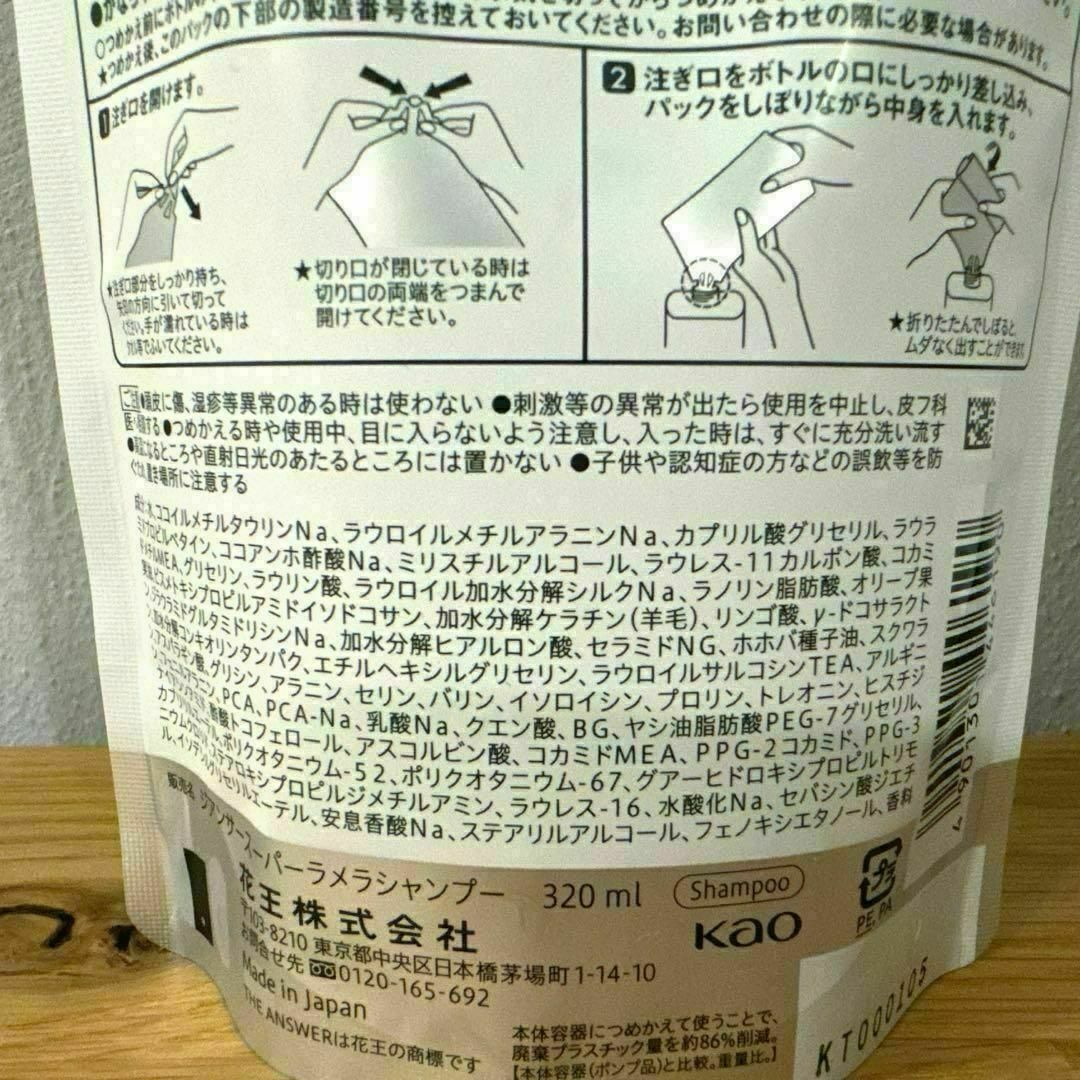 ○つめかえ前にボトルの
★つめかえ後、このパックの下部の製造番号を控えておいてください。お問い合わせの際に必要な場合があります。
1 注ぎ口を開けます。
★注ぎ口部分をしっかり持ち、
矢印の方向に引いて切って
ください。手が濡れている時は
タオル等でふいてください。
★切り口が閉じている時は
切り口の両端をつまんで
開けてください。
2 注ぎ口をボトルの口にしっかり差し込み、
パックをしぼりながら中身を入れます。
★折りたたんでしぼると、
ムダなく出すことができます。
ご注意●頭皮に傷、湿疹等異常のある時は使わない ●刺激等の異常が出たら使用を中止し、皮フ科
医へ相談する●つめかえる時や使用中、目に入らないよう注意し、入った時は、すぐに充分洗い流す
●高温になるところや直射日光のあたるところには置かない ●子供や認知症の方などの誤飲等を防
ぐため、置き場所に注意する
成分:水、ココイルメチルタウリンNa、ラウロイルメチルアラニンNa、カプリル酸グリセリル、ラウラ
ミドプロピルベタイン、ココアンホ酢酸Na、ミリスチルアルコール、ラウレス-11カルボン酸、コカミ
ドメチルMEA、グリセリン、ラウリン酸、ラウロイル加水分解シルクNa、ラノリン脂肪酸、オリーブ果
実油、ビスメトキシプロピルアミドイソドコサン、加水分解ケラチン(羊毛)、リンゴ酸、γ-ドコサラクト
ン、ジラウラミドグルタミドリシンNa、加水分解ヒアルロン酸、セラミドNG、ホホバ種子油、スクワラ
ン、加水分解コンキオリンタンパク、エチルヘキシルグリセリン、ラウロイルサルコシンTEA、アルギニ
ン、アスパラギン酸、グリシン、アラニン、セリン、バリン、イソロイシン、プロリン、トレオニン、ヒスチジ
ン、フェニルアラニン、PCA、PCA-Na、乳酸Na、クエン酸、BG、ヤシ油脂肪酸PEG-7グリセリル、
酢酸トコフェロール、アスコルビン酸、コカミドMEA、PPG-2コカミド、PPG-3
カプリリルエーテル、ポリクオタニウム-52、ポリクオタニウム-67、グアーヒドロキシプロピルトリモ
ニウムクロリド、ステアロキシプロピルジメチルアミン、ラウレス-16、水酸化Na、セバシン酸ジエチ
ル、イソデシルグリセリルエーテル、安息香酸Na、ステアリルアルコール、フェノキシエタノール、香料
販売名 ジアンサースーパーラメラシャンプー 320 ml Shampoo
花王株式会社
Kao
〒103-8210 東京都中央区日本橋茅場町1-14-10
お問合せ先 0120-165-692
Made in Japan
THE ANSWERは花王の商標です
プラ
PE, PA
本体容器につめかえて使うことで、
廃棄プラスチック量を約86%削減。
【本体容器(ポンプ品)と比較。重量比。】
KT000105